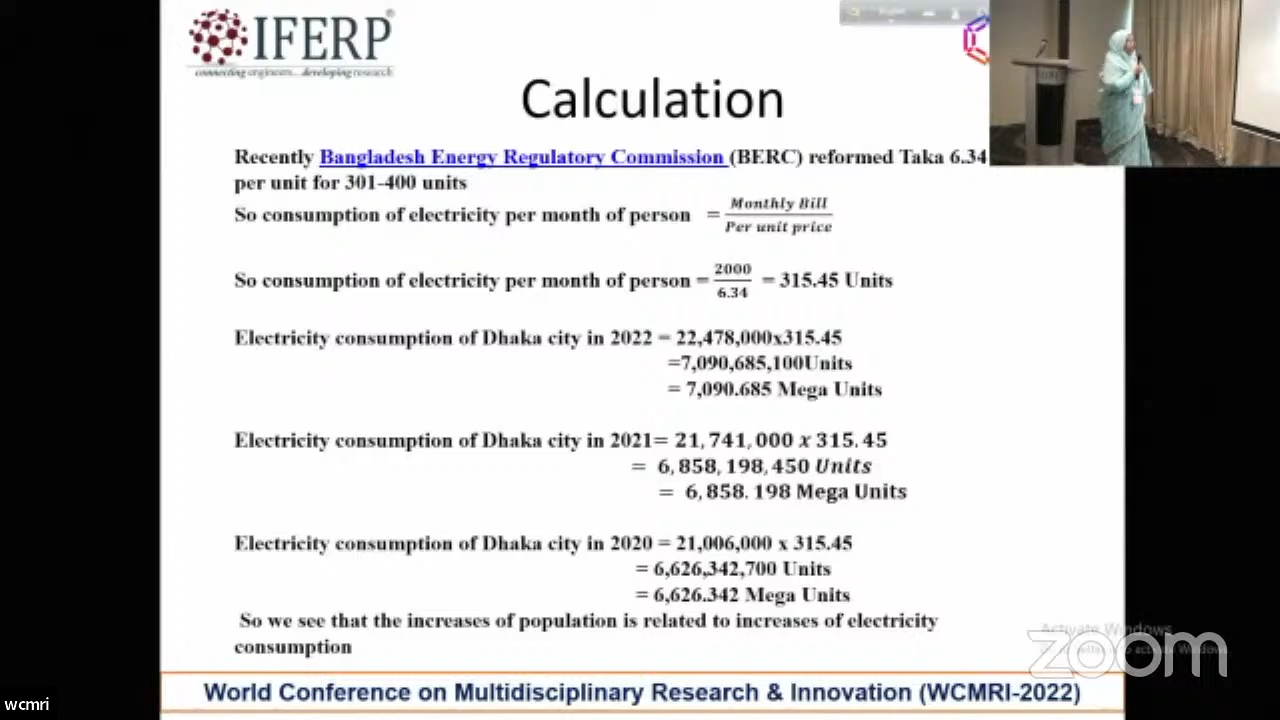 IFERP®
connecting engineers... developing research
Calculation
Recently Bangladesh Energy Regulatory Commission (BERC) reformed Taka 6.34
per unit for 301-400 units
So consumption of electricity per month of person = Monthly Bill / Per unit price
So consumption of electricity per month of person = 2000 / 6.34 = 315.45 Units
Electricity consumption of Dhaka city in 2022 = 22,478,000x315.45
=7,090,685,100Units
= 7,090.685 Mega Units
Electricity consumption of Dhaka city in 2021= 21,741,000 x 315.45
= 6,858,198,450 Units
= 6,858.198 Mega Units
Electricity consumption of Dhaka city in 2020 = 21,006,000 x 315.45
= 6,626,342,700 Units
= 6,626.342 Mega Units
So we see that the increases of population is related to increases of electricity
consumption
Activate Windows
to activate Windows
zoom
World Conference on Multidisciplinary Research & Innovation (WCMRI-2022)
wcmri